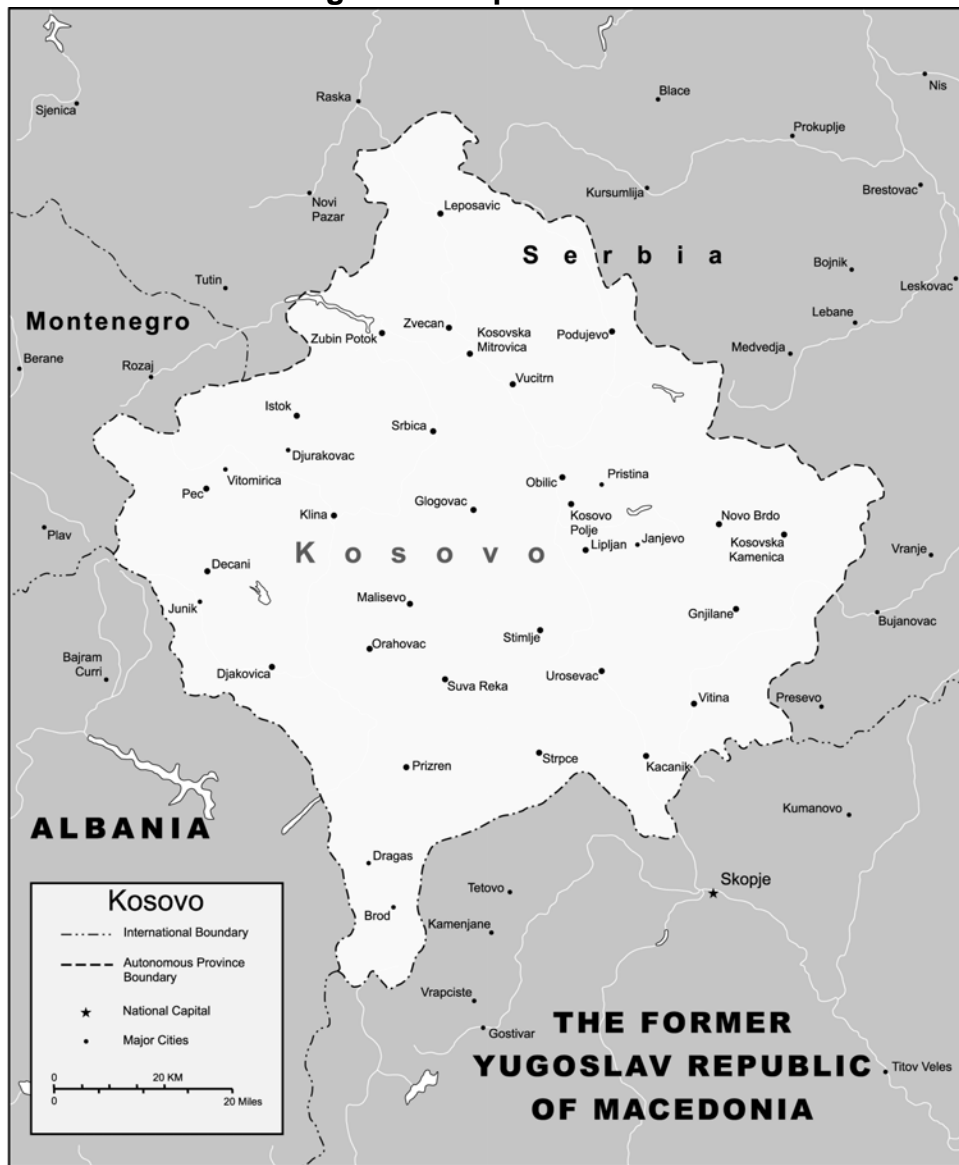 Sjenica
Raska
Blace
Nis
Prokuplje
Kursumlija
Brestovac
Novi
Pazar
Leposavic
Serbia
Bojnik
Tutin
Leskovac
Montenegro
Lebane
Zvecan
Zubin Potok
Kosovska
Mitrovica
Podujevo
Medvedja
Berane
Rozaj
Vucitrn
Istok
Srbica
Djurakovac
Vitomirica
Pristina
Obilic
Pec
Klina
Glogovac
Kosovo
Polje
Novo Brdo
Plav
Kosovska
Kamenica
Janjevo
Lipljan
Kosovo
Vranje
Decani
Junik
Malisevo
Gnjilane
Bujanovac
Stimlje
Orahovac
Bajram
Curri
Djakovica
Suva Reka
Urosevac
Vitina
Presevo
Prizren
Strpce
Kacanik
Kumanovo
ALBANIA
Dragas
Skopje
Tetovo
Brod
Kamenjane
Vrapciste
Gostivar
THE FORMER
YUGOSLAV REPUBLIC
OF MACEDONIA
Titov Veles
Kosovo
International Boundary
Autonomous Province
Boundary
National Capital
Major Cities
0 20 KM
0 20 Miles